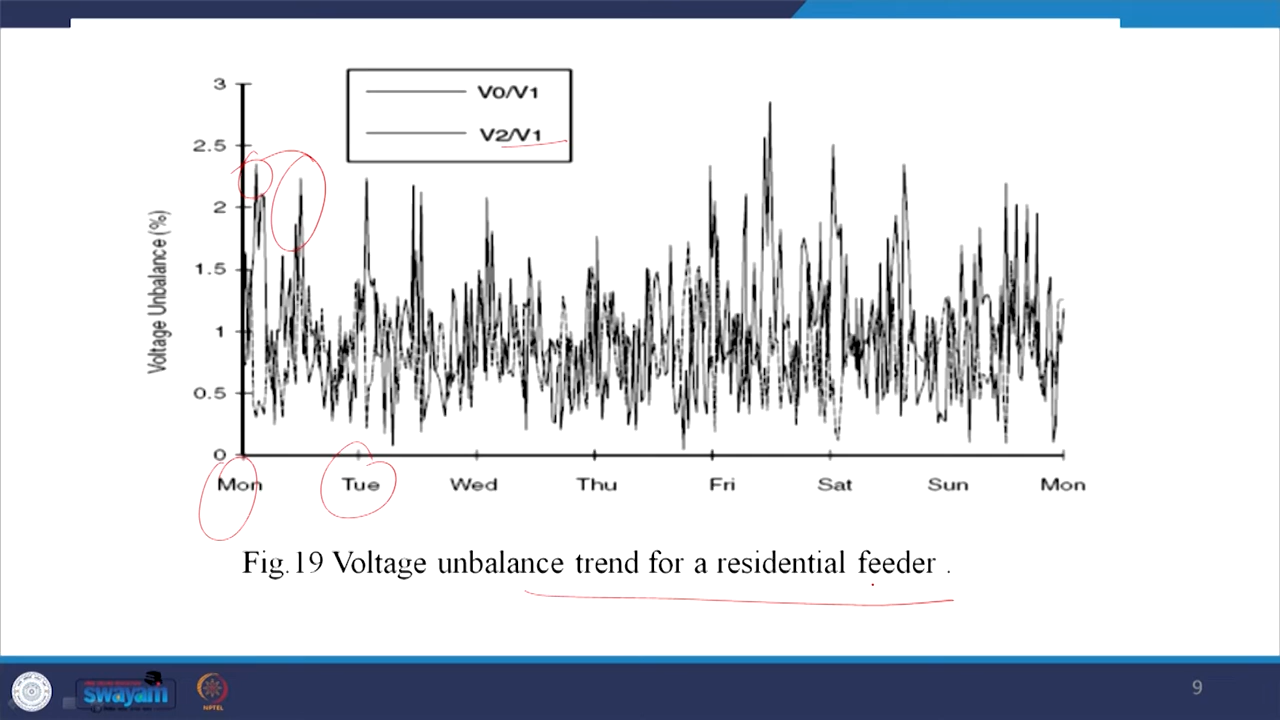 3
V0/V1
V2/V1
2.5
2
1.5
1
0.5
0
Voltage Unbalance (%)
Mon Tue Wed Thu Fri Sat Sun Mon
Fig.19 Voltage unbalance trend for a residential feeder .
swayam
NPTEL
9